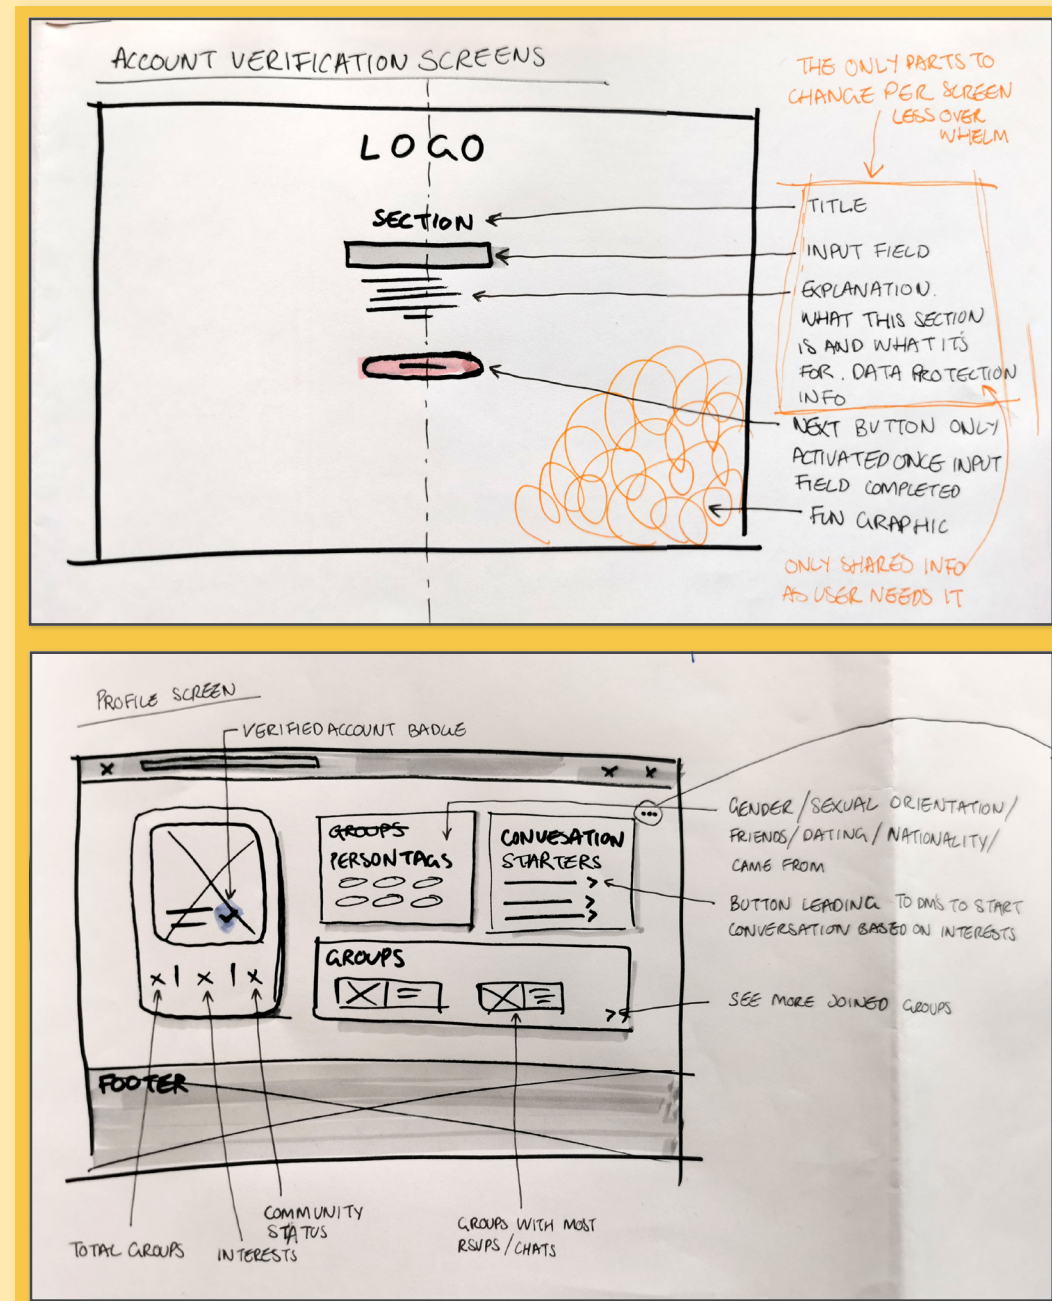 ACCOUNT VERIFICATION SCREENS
LOGO
SECTION
THE ONLY PARTS TO
CHANGE PER SCREEN
LESS OVER
WHELM
TITLE
INPUT FIELD
EXPLANATION.
WHAT THIS SECTION
IS AND WHAT IT'S
FOR. DATA PROTECTION
INFO
NEXT BUTTON ONLY
ACTIVATED ONCE INPUT
FIELD COMPLETED
FUN GRAPHIC
ONLY SHARES INFO
AS USER NEEDS IT
PROFILE SCREEN
VERIFIED ACCOUNT BADGE
GROUPS
PERSON TAGS
CONVESATION
STARTERS
GROUPS
FOOTER
GENDER/SEXUAL ORIENTATION/
FRIENDS/DATING/NATIONALITY/
CAME FROM
BUTTON LEADING TO DM'S TO START
CONVERSATION BASED ON INTERESTS
SEE MORE JOINED GROUPS
TOTAL GROUPS
INTERESTS
COMMUNITY
STATUS
GROUPS WITH MOST
RSVPS/CHATS